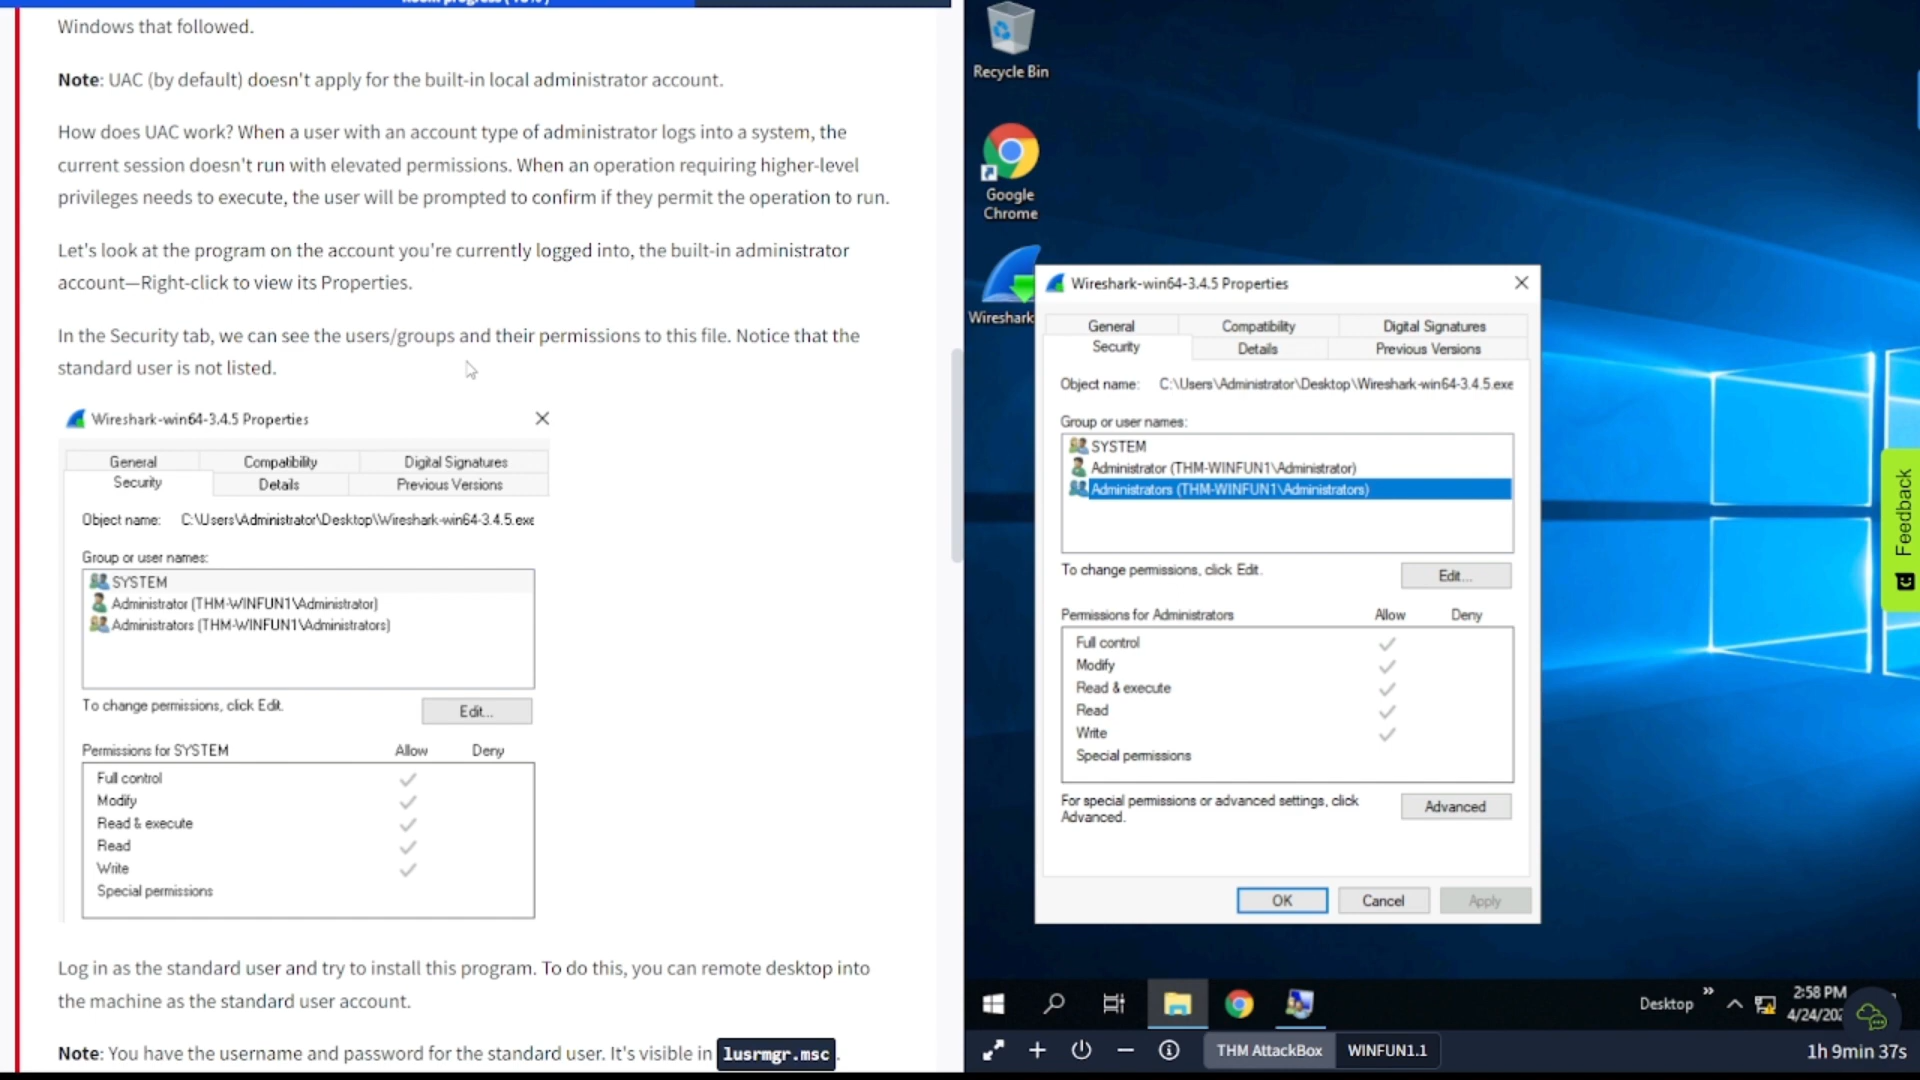 Windows that followed.
Note: UAC (by default) doesn't apply for the built-in local administrator account.
How does UAC work? When a user with an account type of administrator logs into a system, the
current session doesn't run with elevated permissions. When an operation requiring higher-level
privileges needs to execute, the user will be prompted to confirm if they permit the operation to run.
Let's look at the program on the account you're currently logged into, the built-in administrator
account—Right-click to view its Properties.
In the Security tab, we can see the users/groups and their permissions to this file. Notice that the
standard user is not listed.
Wireshark-win64-3.4.5 Properties
General Compatibility Digital Signatures
Security Details Previous Versions
Object name: C:\Users\Administrator\Desktop\Wireshark-win64-3.4.5.exe
Group or user names:
SYSTEM
Administrator (THM-WINFUN1\Administrator)
Administrators (THM-WINFUN1\Administrators)
To change permissions, click Edit.
Edit...
Permissions for SYSTEM Allow Deny
Full control
Modify
Read & execute
Read
Write
Special permissions
Log in as the standard user and try to install this program. To do this, you can remote desktop into
the machine as the standard user account.
Note: You have the username and password for the standard user. It's visible in lusrmgr.msc.
Recycle Bin
Google
Chrome
Wireshark
Wireshark-win64-3.4.5 Properties
General Compatibility Digital Signatures
Security Details Previous Versions
Object name: C:\Users\Administrator\Desktop\Wireshark-win64-3.4.5.exe
Group or user names:
SYSTEM
Administrator (THM-WINFUN1\Administrator)
Administrators (THM-WINFUN1\Administrators)
To change permissions, click Edit.
Edit...
Permissions for Administrators Allow Deny
Full control
Modify
Read & execute
Read
Write
Special permissions
For special permissions or advanced settings, click
Advanced.
Advanced
OK Cancel Apply
Feedback
Desktop
2:58 PM
4/24/202
THM AttackBox WINFUN1.1
1h 9min 37s